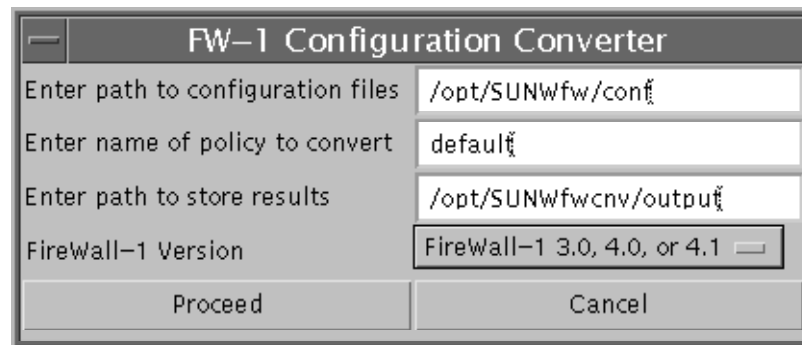 FW-1 Configuration Converter
Enter path to configuration files /opt/SUNWfw/conf
Enter name of policy to convert default
Enter path to store results /opt/SUNWfwcnv/output
FireWall-1 Version FireWall-1 3.0, 4.0, or 4.1
Proceed Cancel